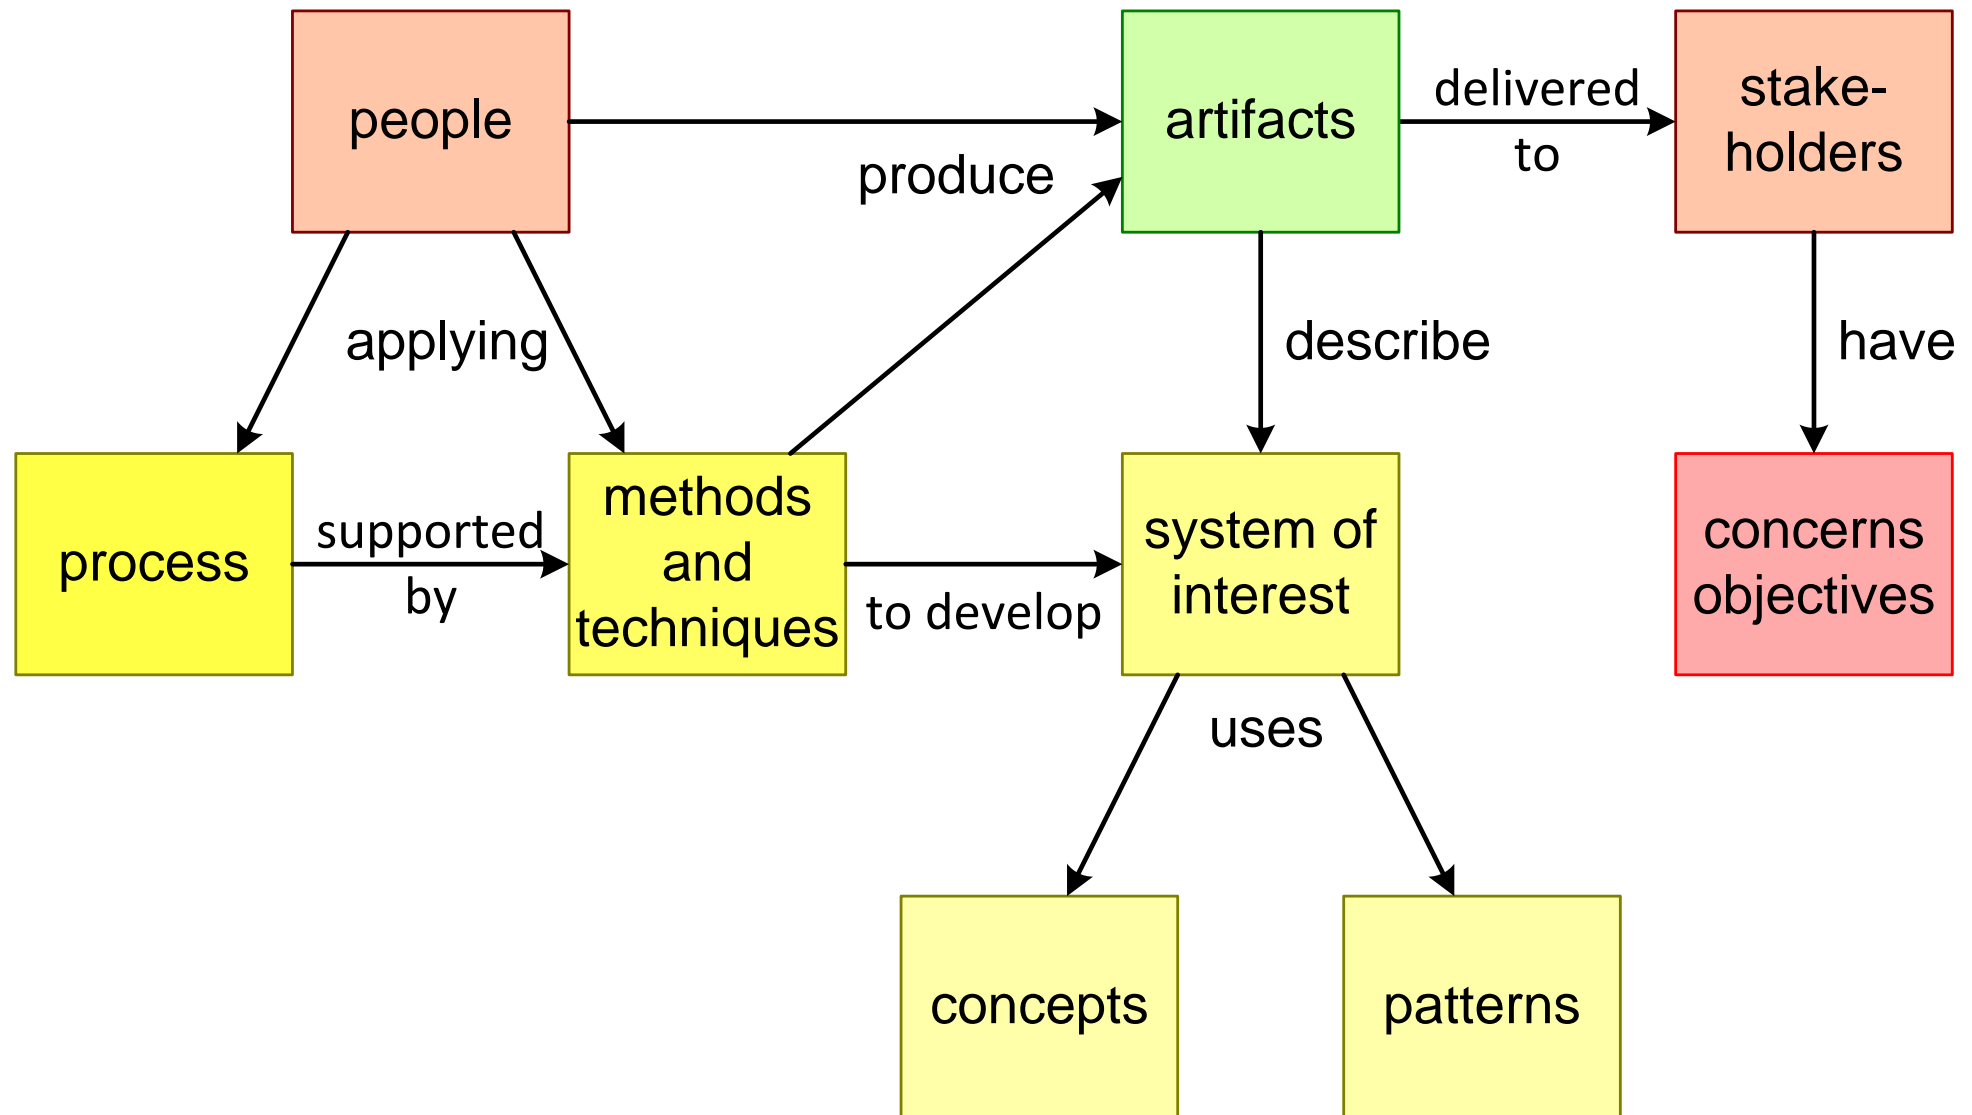 people
artifacts
delivered
to
stake-
holders
produce
applying
describe
have
process
supported
by
methods
and
techniques
to develop
system of
interest
concerns
objectives
uses
concepts
patterns